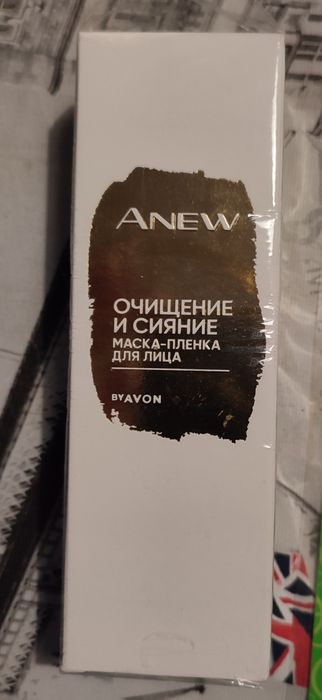 ANEW
ОЧИЩЕНИЕ
И СИЯНИЕ
МАСКА-ПЛЕНКА
ДЛЯ ЛИЦА
BY AVON